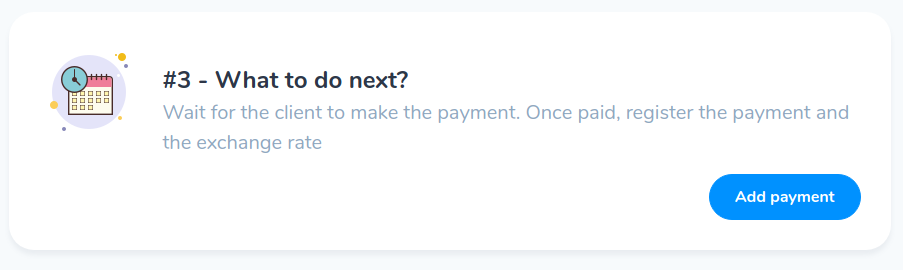 #3 - What to do next?
Wait for the client to make the payment. Once paid, register the payment and
the exchange rate
Add payment